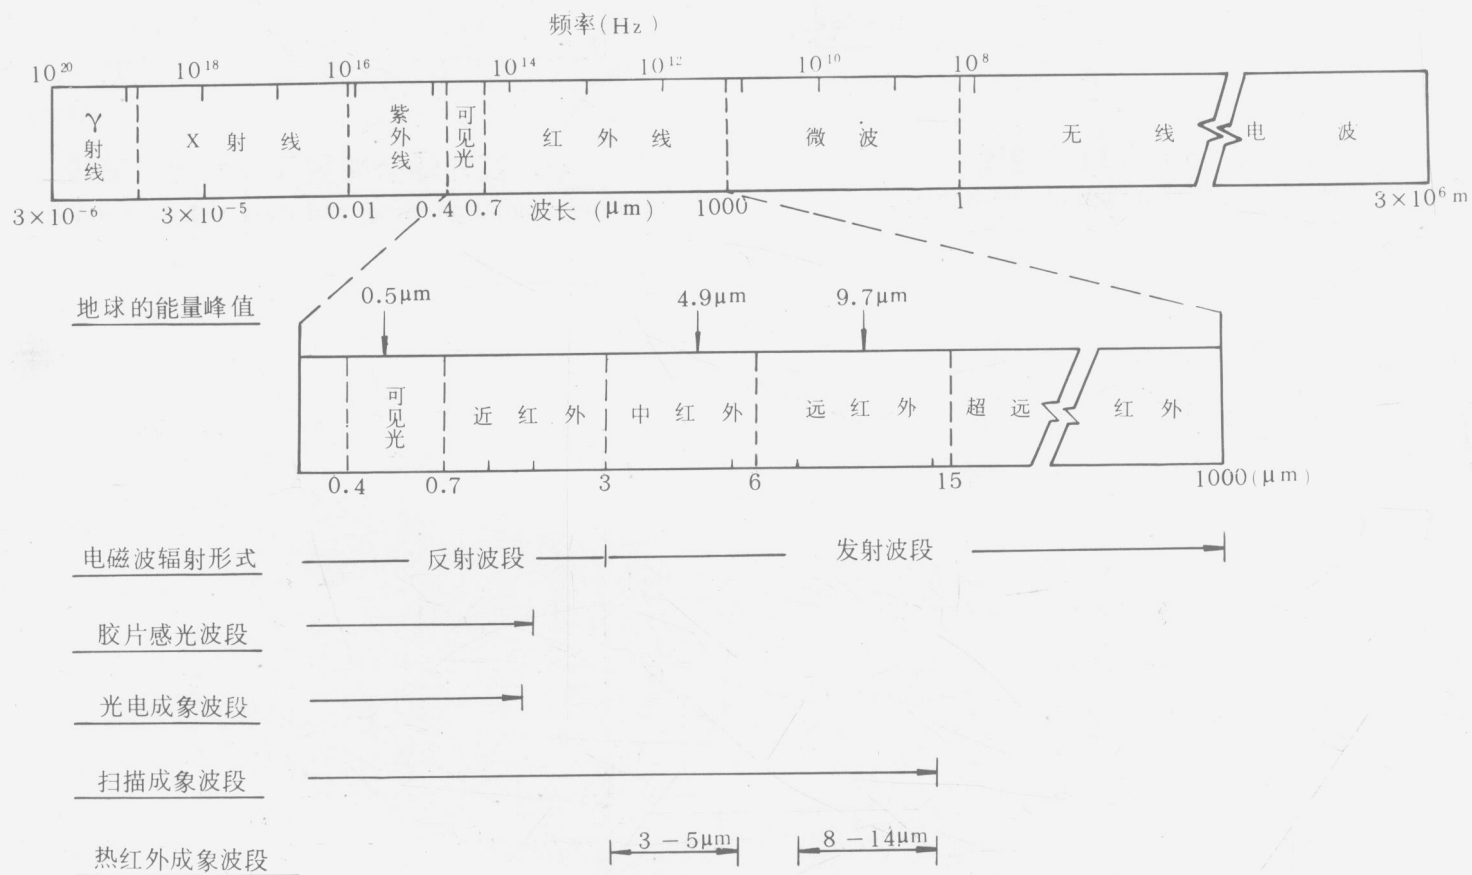 频率(Hz)
10²⁰ 10¹⁸ 10¹⁶ 10¹⁴ 10¹² 10¹⁰ 10⁸
γ射线 X射线 紫外线 可见光 红外线 微波 无线电波
3×10⁻⁶ 3×10⁻⁵ 0.01 0.4 0.7 波长(μm) 1000 1 3×10⁶m
地球的能量峰值 0.5μm 4.9μm 9.7μm
可见光 近红外 中红外 远红外 超远红外
0.4 0.7 3 6 15 1000(μm)
电磁波辐射形式 反射波段 发射波段
胶片感光波段
光电成象波段
扫描成象波段
热红外成象波段 3-5μm 8-14μm